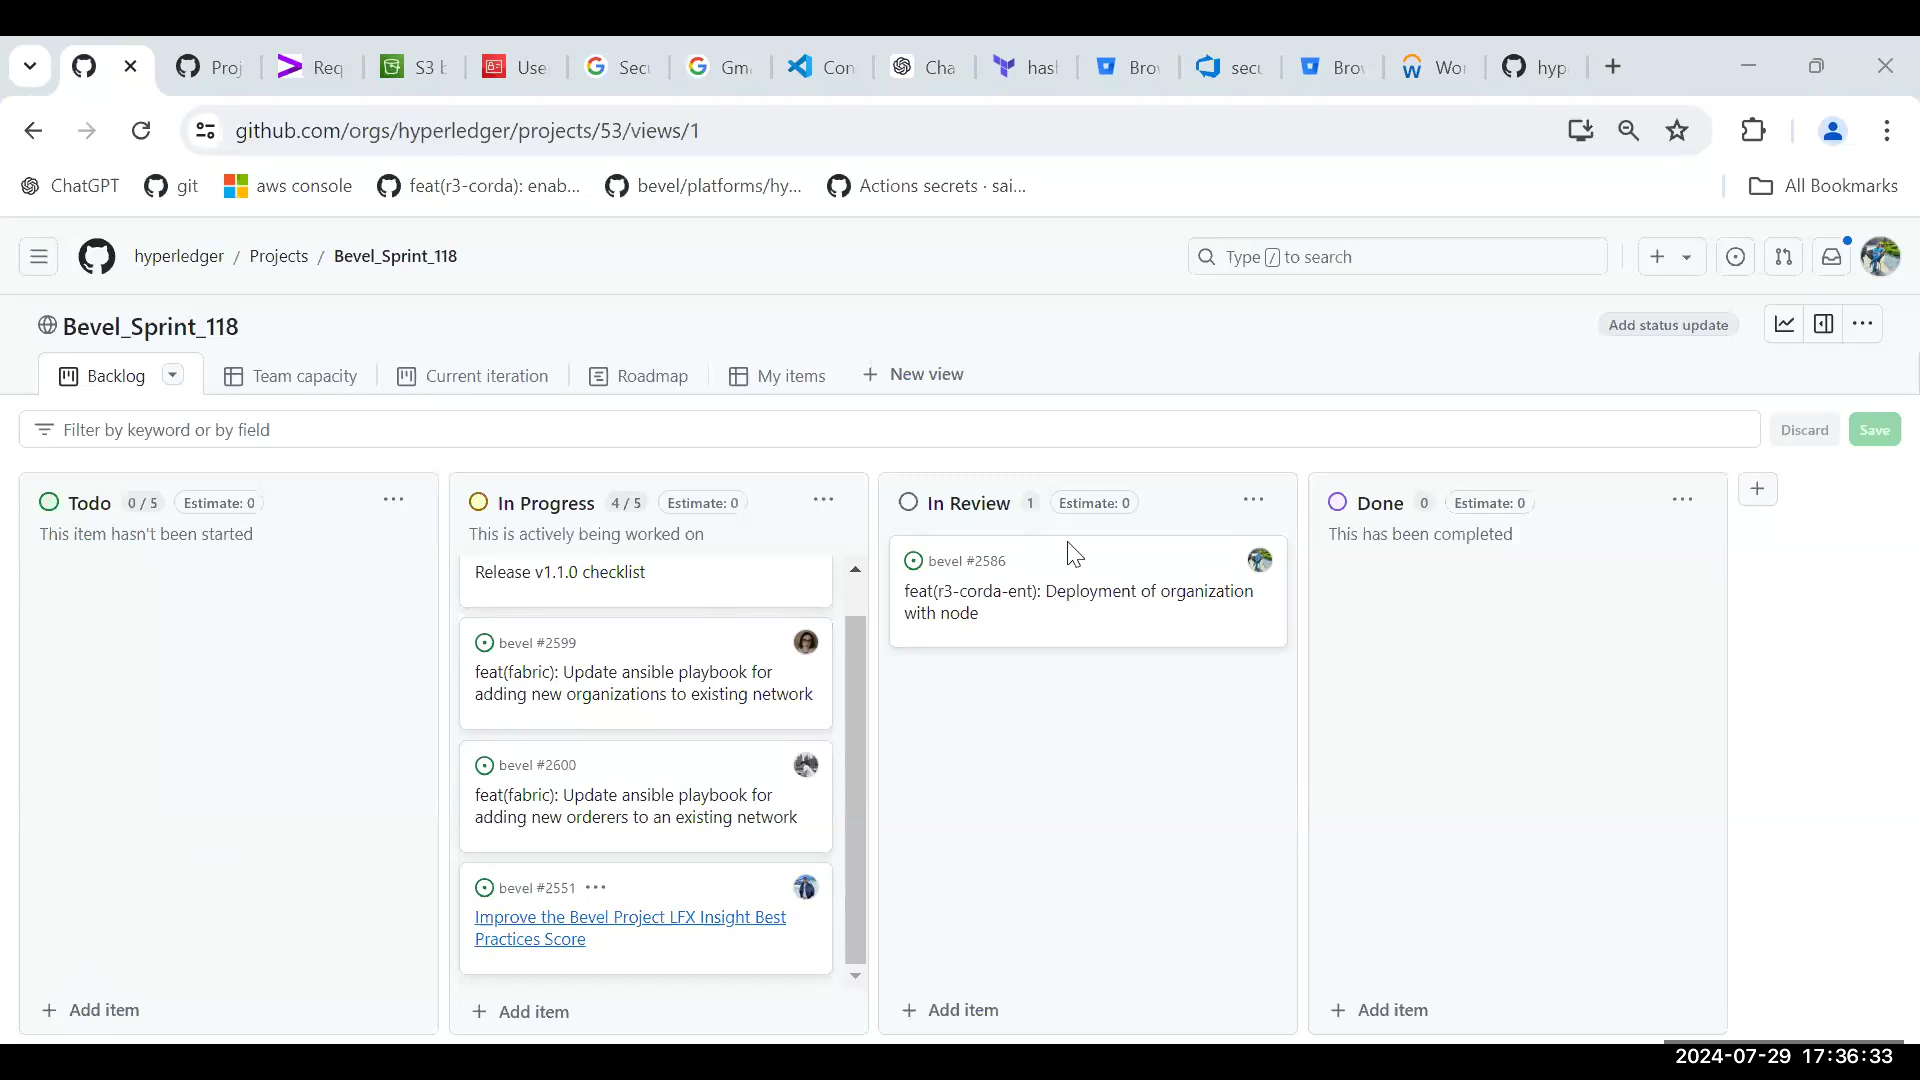 Proj
Req
S3 b
Use
Sec
Gm
Con
Cha
hasl
Bro
secu
Bro
Wo
hyp
github.com/orgs/hyperledger/projects/53/views/1
ChatGPT
git
aws console
feat(r3-corda): enab...
bevel/platforms/hy...
Actions secrets · sai...
All Bookmarks
hyperledger / Projects / Bevel_Sprint_118
Type / to search
Bevel_Sprint_118
Add status update
Backlog
Team capacity
Current iteration
Roadmap
My items
New view
Filter by keyword or by field
Discard
Save
Todo 0 / 5 Estimate: 0
This item hasn't been started
Add item
In Progress 4 / 5 Estimate: 0
This is actively being worked on
Release v1.1.0 checklist
bevel #2599
feat(fabric): Update ansible playbook for
adding new organizations to existing network
bevel #2600
feat(fabric): Update ansible playbook for
adding new orderers to an existing network
bevel #2551
Improve the Bevel Project LFX Insight Best
Practices Score
Add item
In Review 1 Estimate: 0
bevel #2586
feat(r3-corda-ent): Deployment of organization
with node
Add item
Done 0 Estimate: 0
This has been completed
Add item
2024-07-29 17:36:33